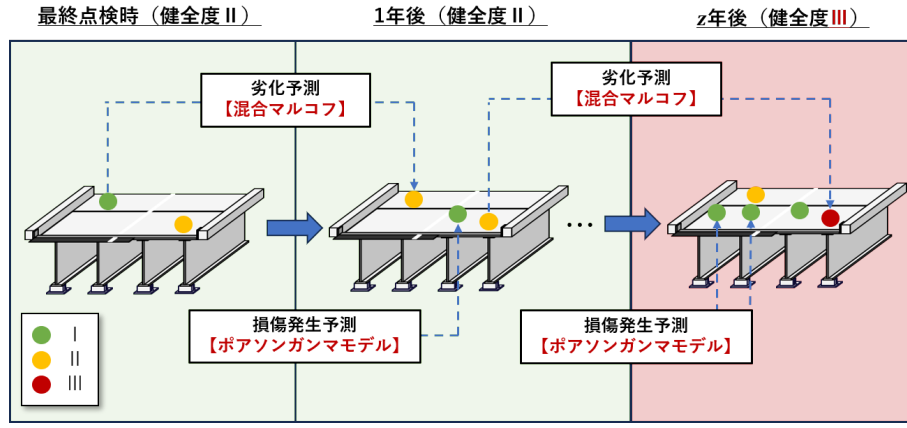 最終点検時（健全度Ⅱ）
1年後（健全度Ⅱ）
z年後（健全度Ⅲ）
劣化予測
【混合マルコフ】
劣化予測
【混合マルコフ】
…
損傷発生予測
【ポアソンガンマモデル】
損傷発生予測
【ポアソンガンマモデル】
Ⅰ
Ⅱ
Ⅲ